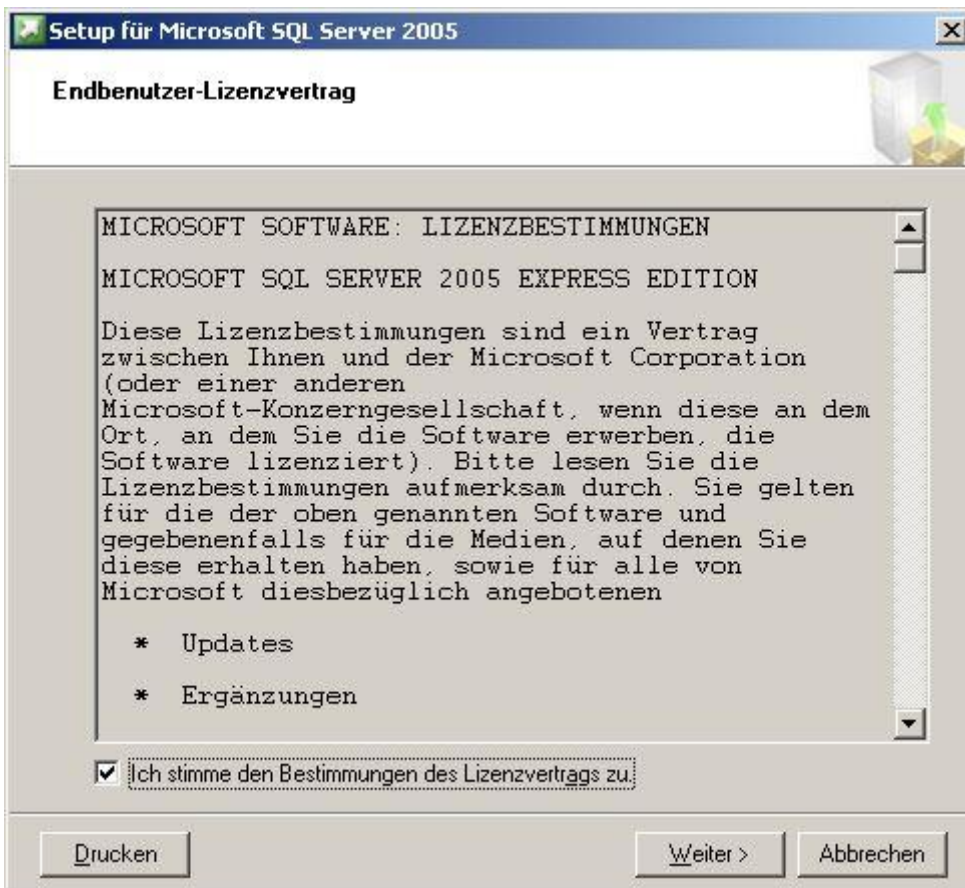 Setup für Microsoft SQL Server 2005
Endbenutzer-Lizenzvertrag
MICROSOFT SOFTWARE: LIZENZBESTIMMUNGEN
MICROSOFT SQL SERVER 2005 EXPRESS EDITION
Diese Lizenzbestimmungen sind ein Vertrag
zwischen Ihnen und der Microsoft Corporation
(oder einer anderen
Microsoft-Konzerngesellschaft, wenn diese an dem
Ort, an dem Sie die Software erwerben, die
Software lizenziert). Bitte lesen Sie die
Lizenzbestimmungen aufmerksam durch. Sie gelten
für die der oben genannten Software und
gegebenenfalls für die Medien, auf denen Sie
diese erhalten haben, sowie für alle von
Microsoft diesbezüglich angebotenen
* Updates
* Ergänzungen
Ich stimme den Bestimmungen des Lizenzvertrags zu.
Drucken
Weiter >
Abbrechen